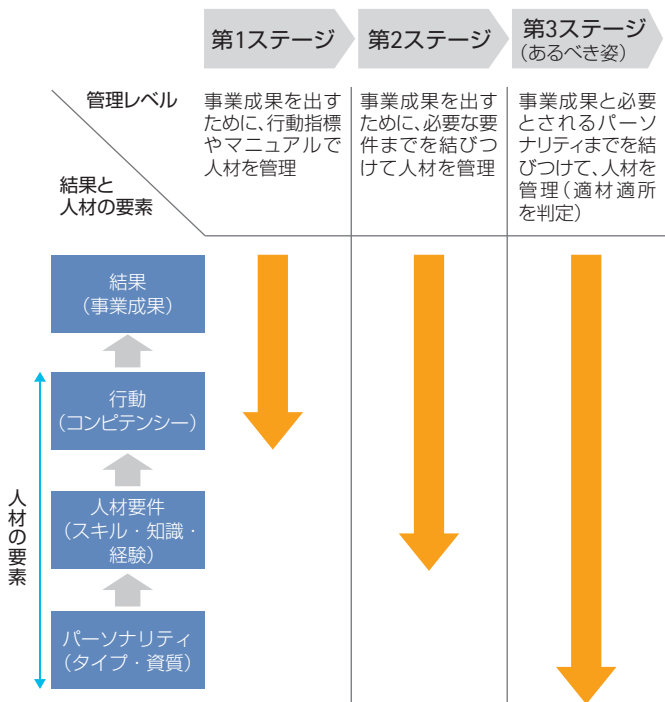 第1ステージ
第2ステージ
第3ステージ
(あるべき姿)
管理レベル
結果と
人材の要素
事業成果を出す
ために、行動指標
やマニュアルで
人材を管理
事業成果を出す
ために、必要な要
件までを結びつ
けて人材を管理
事業成果と必要
とされるパーソ
ナリティまでを結
びつけて、人材を
管理(適材適所
を判定)
結果
(事業成果)
行動
(コンピテンシー)
人材要件
(スキル・知識・
経験)
パーソナリティ
(タイプ・資質)
人材の要素